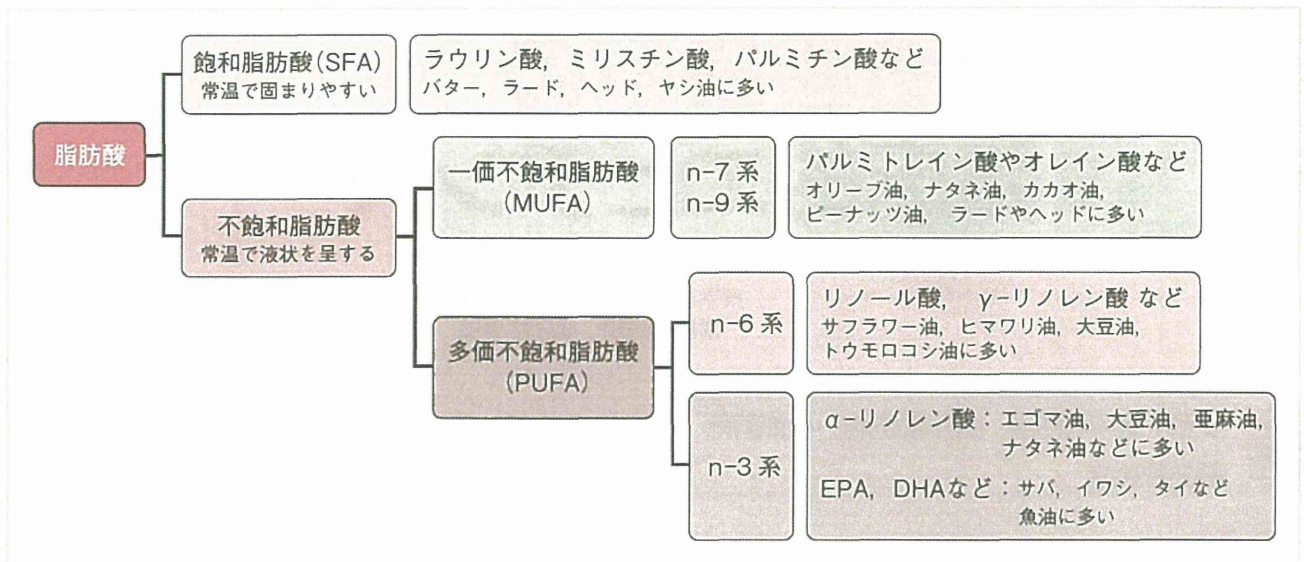 脂肪酸
飽和脂肪酸(SFA)
常温で固まりやすい
ラウリン酸，ミリスチン酸，パルミチン酸など
バター，ラード，ヘッド，ヤシ油に多い
不飽和脂肪酸
常温で液状を呈する
一価不飽和脂肪酸
(MUFA)
n-7系
n-9系
パルミトレイン酸やオレイン酸など
オリーブ油，ナタネ油，カカオ油，
ピーナッツ油，ラードやヘッドに多い
多価不飽和脂肪酸
(PUFA)
n-6系
リノール酸，γ-リノレン酸 など
サフラワー油，ヒマワリ油，大豆油，
トウモロコシ油に多い
n-3系
α-リノレン酸：エゴマ油，大豆油，亜麻油，
ナタネ油などに多い
EPA，DHAなど：サバ，イワシ，タイなど
魚油に多い